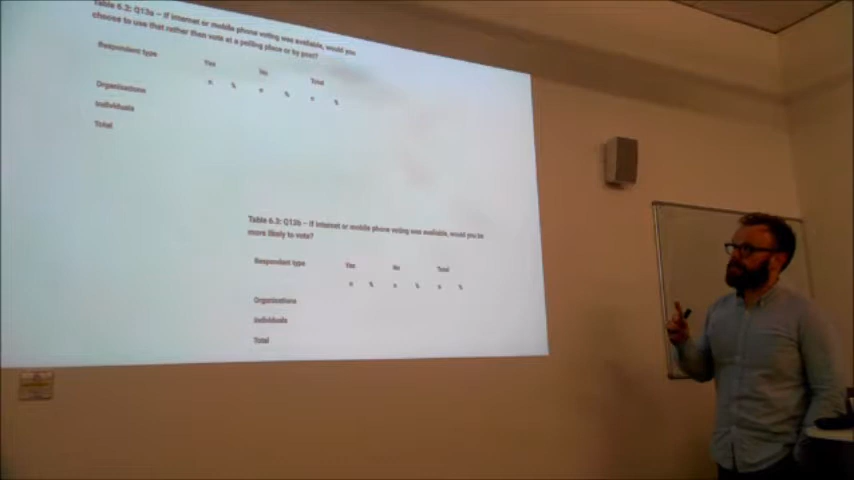 Table 6.2: Q13a – If internet or mobile phone voting was available, would you
choose to use that rather than vote at a polling place or by post?
Respondent type Yes No Total
n % n % n %
Organisations
Individuals
Total
Table 6.3: Q13b – If internet or mobile phone voting was available, would you be
more likely to vote?
Respondent type Yes No Total
n % n % n %
Organisations
Individuals
Total